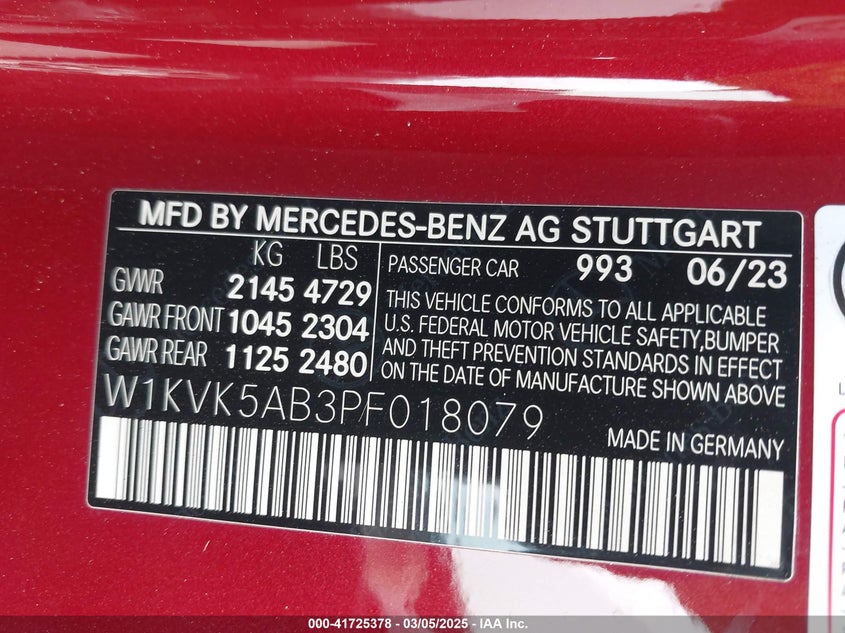 MFD BY MERCEDES-BENZ AG STUTTGART
KG LBS
GVWR 2145 4729
GAWR FRONT 1045 2304
GAWR REAR 1125 2480
PASSENGER CAR 993 06/23
THIS VEHICLE CONFORMS TO ALL APPLICABLE
U.S. FEDERAL MOTOR VEHICLE SAFETY,BUMPER
AND THEFT PREVENTION STANDARDS IN EFFECT
ON THE DATE OF MANUFACTURE SHOWN ABOVE
W1KVK5AB3PF018079
MADE IN GERMANY
000-41725378 — 03/05/2025 — IAA Inc.